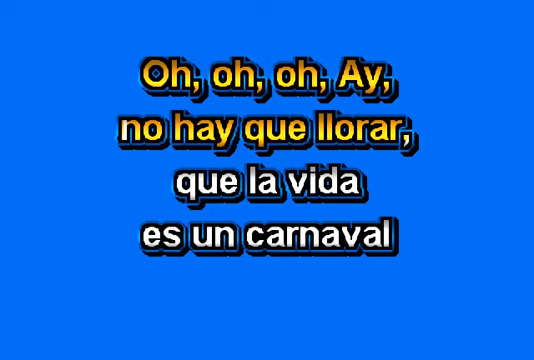 Oh, oh, oh, Ay,
no hay que llorar,
que la vida
es un carnaval